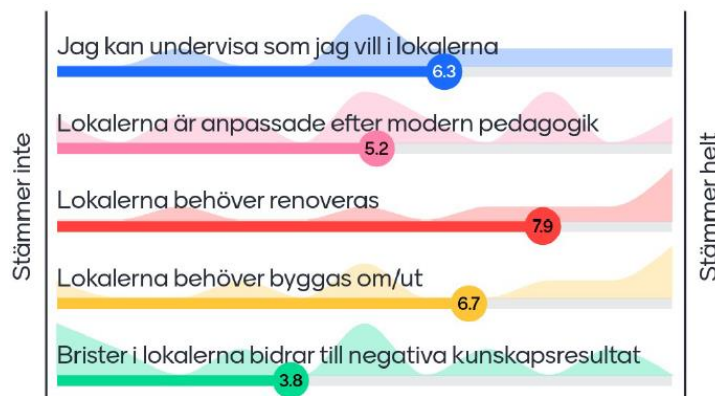 Stämmer inte
Jag kan undervisa som jag vill i lokalerna
6.3
Lokalerna är anpassade efter modern pedagogik
5.2
Lokalerna behöver renoveras
7.9
Lokalerna behöver byggas om/ut
6.7
Brister i lokalerna bidrar till negativa kunskapsresultat
3.8
Stämmer helt